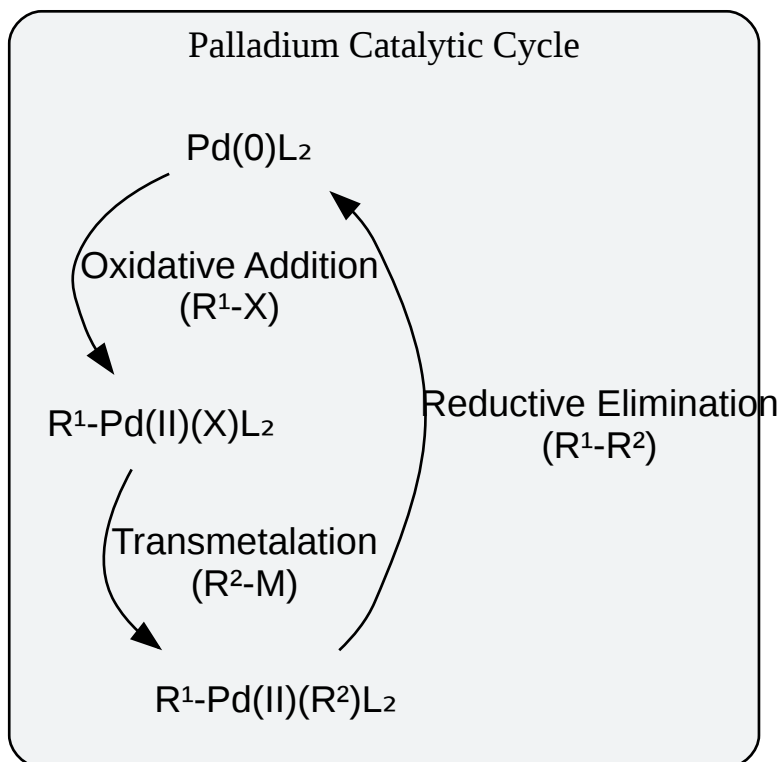 Palladium Catalytic Cycle
Pd(0)L₂
Oxidative Addition
(R¹-X)
R¹-Pd(II)(X)L₂
Reductive Elimination
(R¹-R²)
Transmetalation
(R²-M)
R¹-Pd(II)(R²)L₂